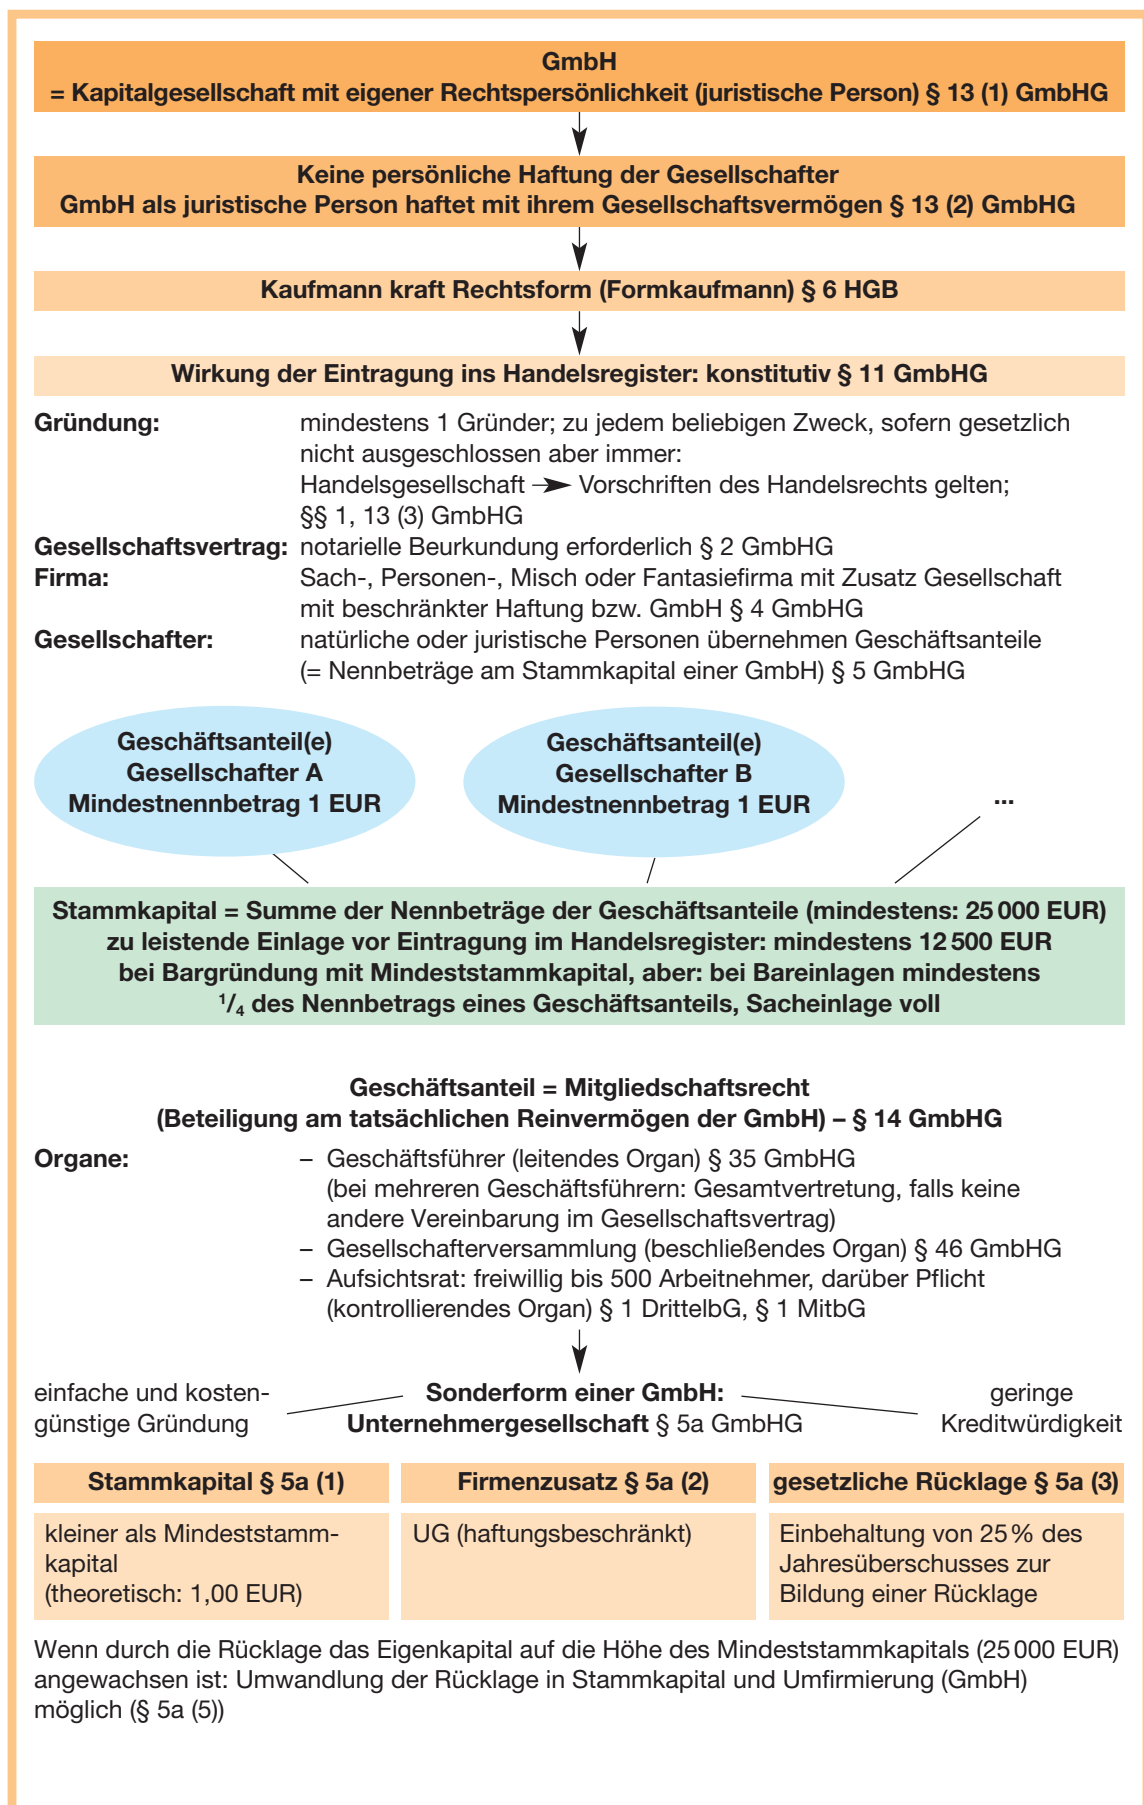 GmbH
= Kapitalgesellschaft mit eigener Rechtspersönlichkeit (juristische Person) § 13 (1) GmbHG
Keine persönliche Haftung der Gesellschafter
GmbH als juristische Person haftet mit ihrem Gesellschaftsvermögen § 13 (2) GmbHG
Kaufmann kraft Rechtsform (Formkaufmann) § 6 HGB
Wirkung der Eintragung ins Handelsregister: konstitutiv § 11 GmbHG
Gründung: mindestens 1 Gründer; zu jedem beliebigen Zweck, sofern gesetzlich
nicht ausgeschlossen aber immer:
Handelsgesellschaft → Vorschriften des Handelsrechts gelten;
§§ 1, 13 (3) GmbHG
Gesellschaftsvertrag: notarielle Beurkundung erforderlich § 2 GmbHG
Firma: Sach-, Personen-, Misch oder Fantasiefirma mit Zusatz Gesellschaft
mit beschränkter Haftung bzw. GmbH § 4 GmbHG
Gesellschafter: natürliche oder juristische Personen übernehmen Geschäftsanteile
(= Nennbeträge am Stammkapital einer GmbH) § 5 GmbHG
Geschäftsanteil(e)
Gesellschafter A
Mindestnennbetrag 1 EUR
Geschäftsanteil(e)
Gesellschafter B
Mindestnennbetrag 1 EUR
...
Stammkapital = Summe der Nennbeträge der Geschäftsanteile (mindestens: 25 000 EUR)
zu leistende Einlage vor Eintragung im Handelsregister: mindestens 12 500 EUR
bei Bargründung mit Mindeststammkapital, aber: bei Bareinlagen mindestens
1/4 des Nennbetrags eines Geschäftsanteils, Sacheinlage voll
Geschäftsanteil = Mitgliedschaftsrecht
(Beteiligung am tatsächlichen Reinvermögen der GmbH) – § 14 GmbHG
Organe: – Geschäftsführer (leitendes Organ) § 35 GmbHG
(bei mehreren Geschäftsführern: Gesamtvertretung, falls keine
andere Vereinbarung im Gesellschaftsvertrag)
– Gesellschafterversammlung (beschließendes Organ) § 46 GmbHG
– Aufsichtsrat: freiwillig bis 500 Arbeitnehmer, darüber Pflicht
(kontrollierendes Organ) § 1 DrittelbG, § 1 MitbG
einfache und kosten-
günstige Gründung
Sonderform einer GmbH:
Unternehmergesellschaft § 5a GmbHG
geringe
Kreditwürdigkeit
Stammkapital § 5a (1)
kleiner als Mindeststamm-
kapital
(theoretisch: 1,00 EUR)
Firmenzusatz § 5a (2)
UG (haftungsbeschränkt)
gesetzliche Rücklage § 5a (3)
Einbehaltung von 25 % des
Jahresüberschusses zur
Bildung einer Rücklage
Wenn durch die Rücklage das Eigenkapital auf die Höhe des Mindeststammkapitals (25 000 EUR)
angewachsen ist: Umwandlung der Rücklage in Stammkapital und Umfirmierung (GmbH)
möglich (§ 5a (5))